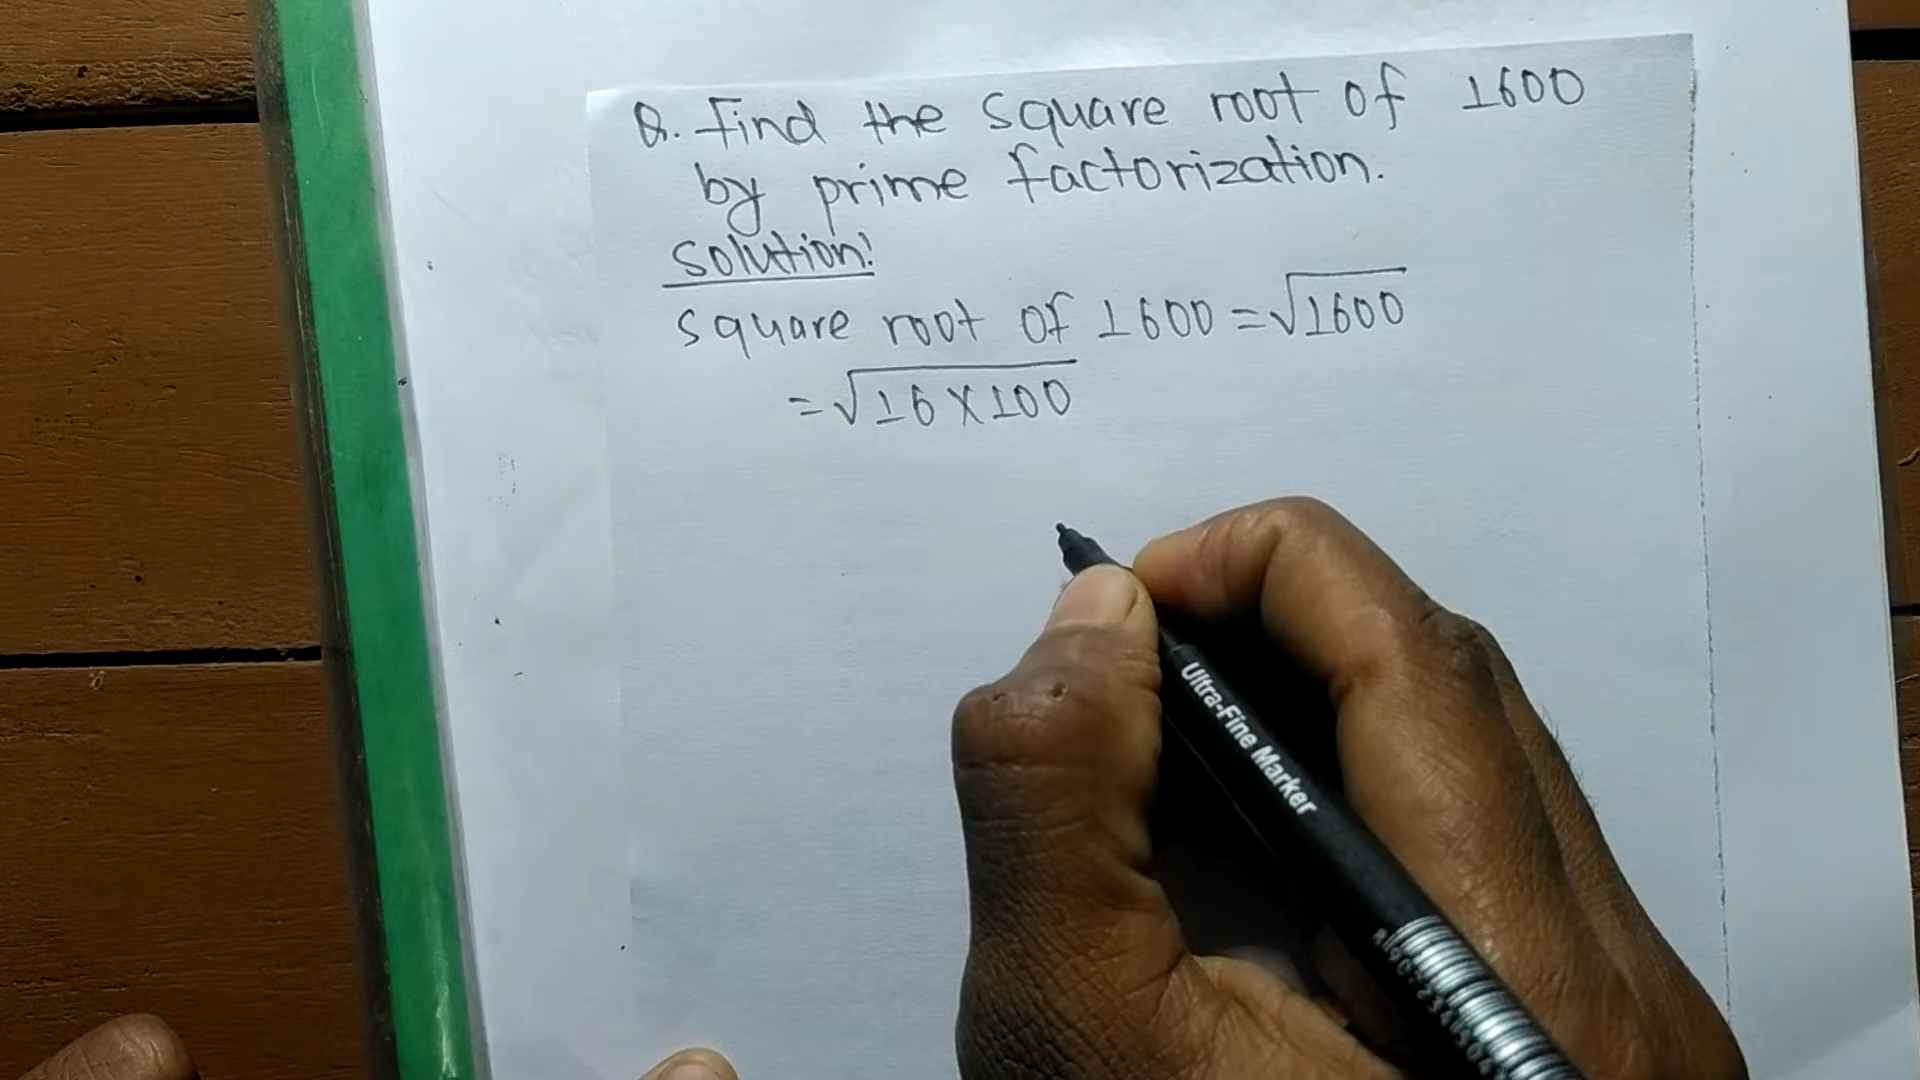 Q. Find the square root of 1600
by prime factorization.
Solution:
square root of 1600 = √1600
= √16×100
Ultra-Fine Marker